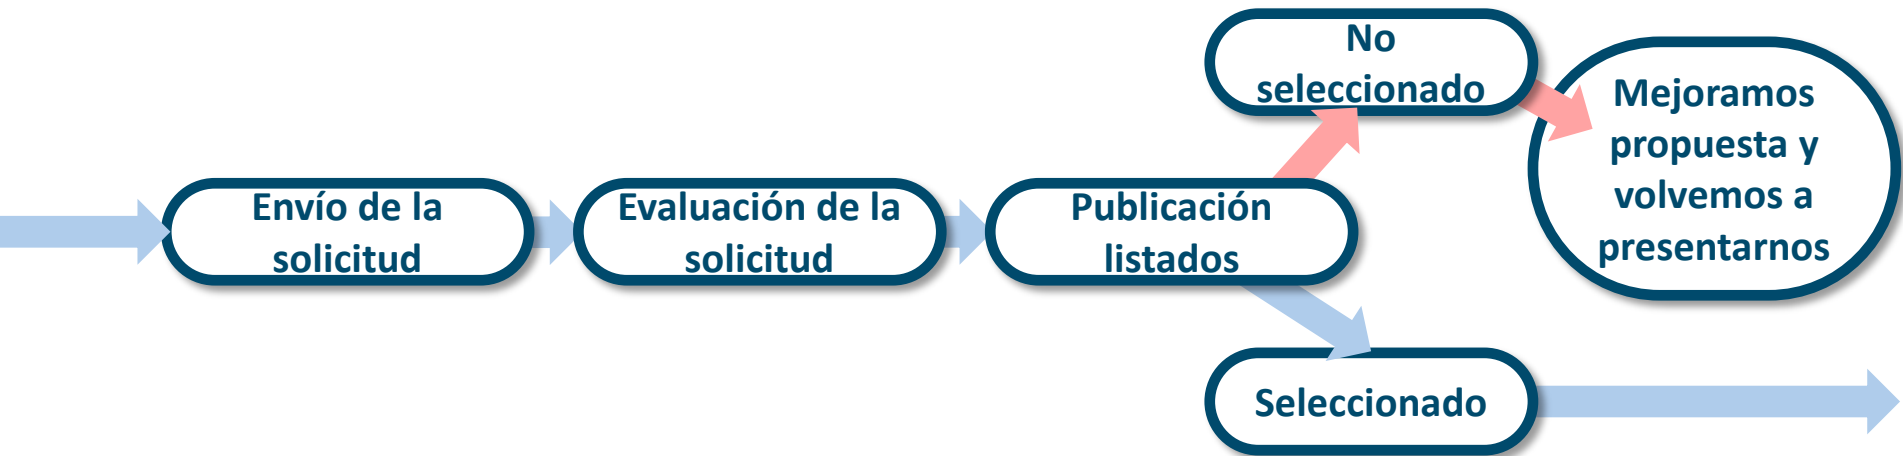 Envío de la
solicitud
Evaluación de la
solicitud
Publicación
listados
No
seleccionado
Mejoramos
propuesta y
volvemos a
presentarnos
Seleccionado